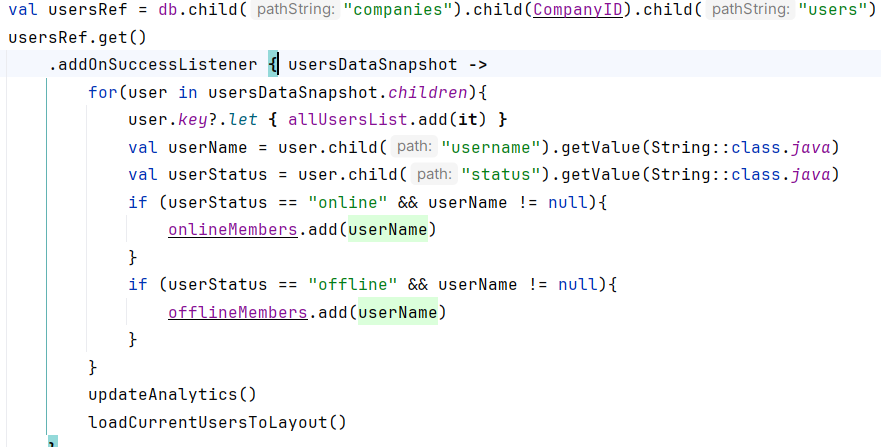 val usersRef = db.child( pathString: "companies").child(CompanyID).child( pathString: "users")
usersRef.get()
    .addOnSuccessListener { usersDataSnapshot ->
        for(user in usersDataSnapshot.children){
            user.key?.let { allUsersList.add(it) }
            val userName = user.child( path: "username").getValue(String::class.java)
            val userStatus = user.child( path: "status").getValue(String::class.java)
            if (userStatus == "online" && userName != null){
                onlineMembers.add(userName)
            }
            if (userStatus == "offline" && userName != null){
                offlineMembers.add(userName)
            }
        }
        updateAnalytics()
        loadCurrentUsersToLayout()
    }